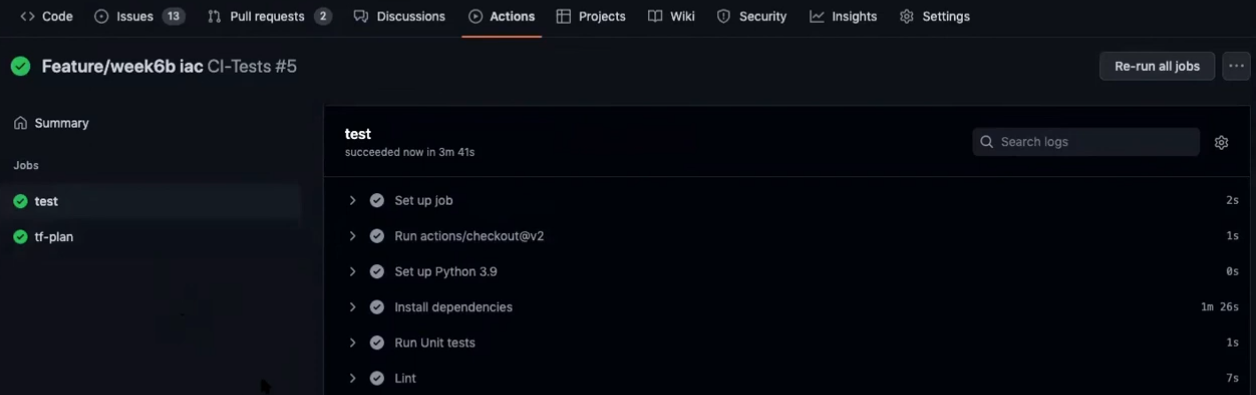 Code Issues 13 Pull requests 2 Discussions Actions Projects Wiki Security Insights Settings
Feature/week6b iac CI-Tests #5 Re-run all jobs ...
Summary
test
succeeded now in 3m 41s
Search logs
Jobs
test
tf-plan
Set up job 2s
Run actions/checkout@v2 1s
Set up Python 3.9 0s
Install dependencies 1m 26s
Run Unit tests 1s
Lint 7s